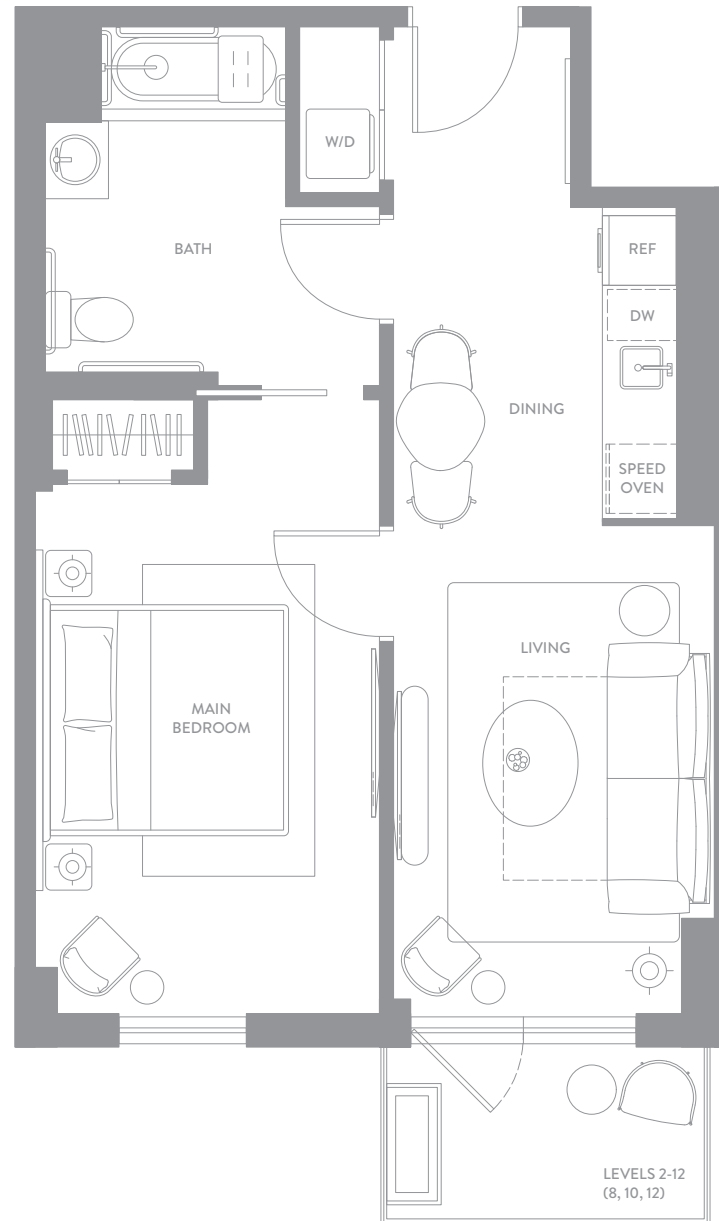 W/D
BATH
REF
DW
DINING
SPEED
OVEN
LIVING
MAIN
BEDROOM
LEVELS 2-12
(8, 10, 12)